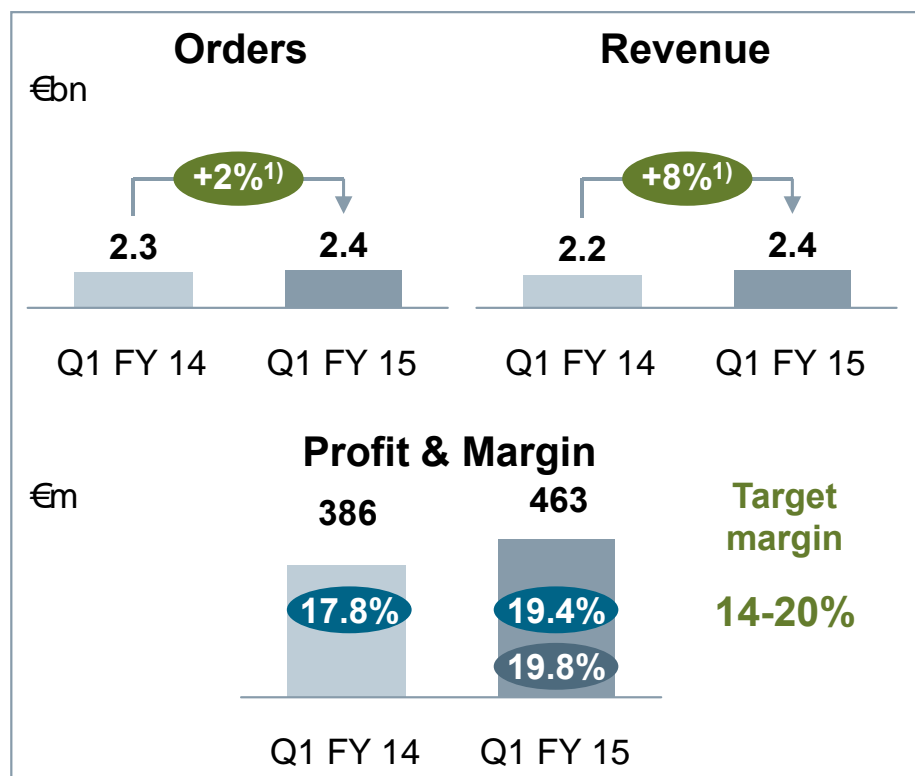 Orders
Revenue
€bn
+2%1)
+8%1)
2.3
2.4
2.2
2.4
Q1 FY 14
Q1 FY 15
Q1 FY 14
Q1 FY 15
Profit & Margin
€m
386
463
Target
margin
17.8%
19.4%
14-20%
19.8%
Q1 FY 14
Q1 FY 15